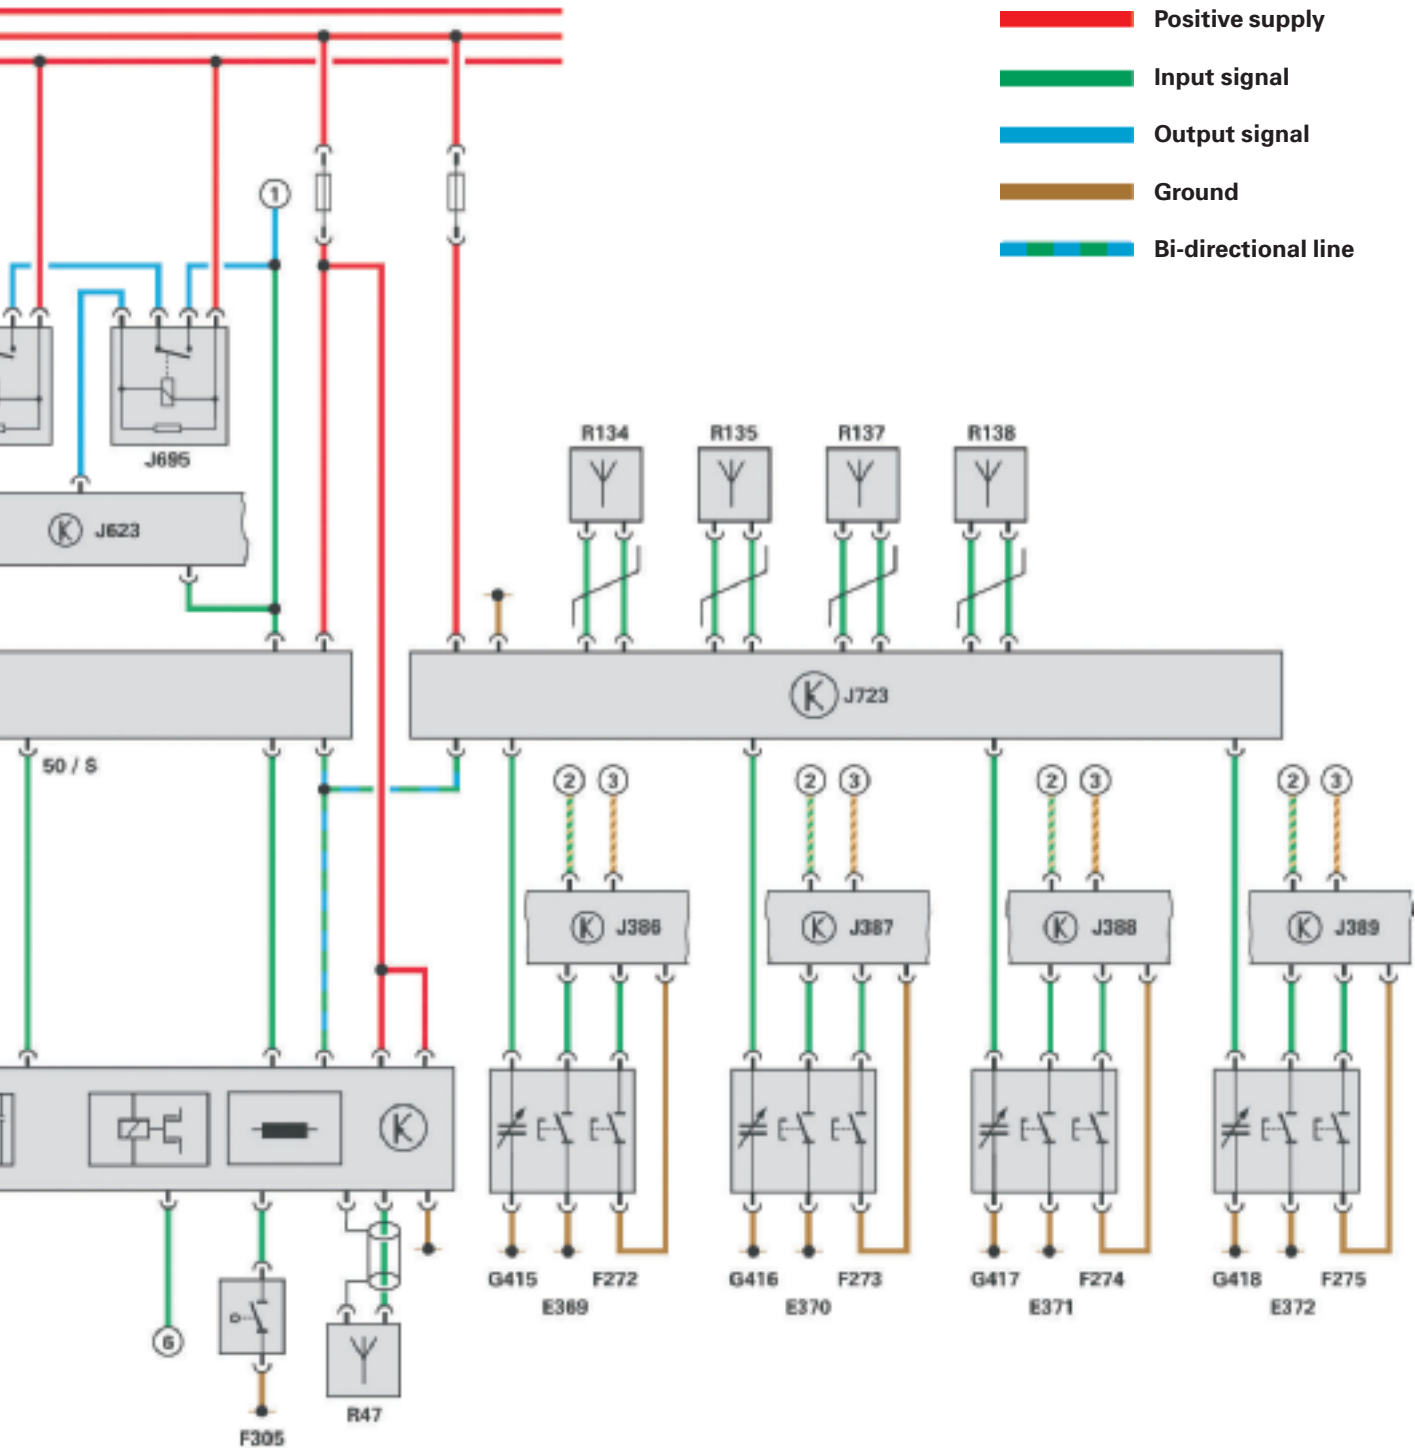 Positive supply
Input signal
Output signal
Ground
Bi-directional line
1
J695
J623
R134 R135 R137 R138
J723
50 / S
2 3 2 3 2 3 2 3
J386 J387 J388 J389
G415 F272 G416 F273 G417 F274 G418 F275
E369 E370 E371 E372
6
R47
F305